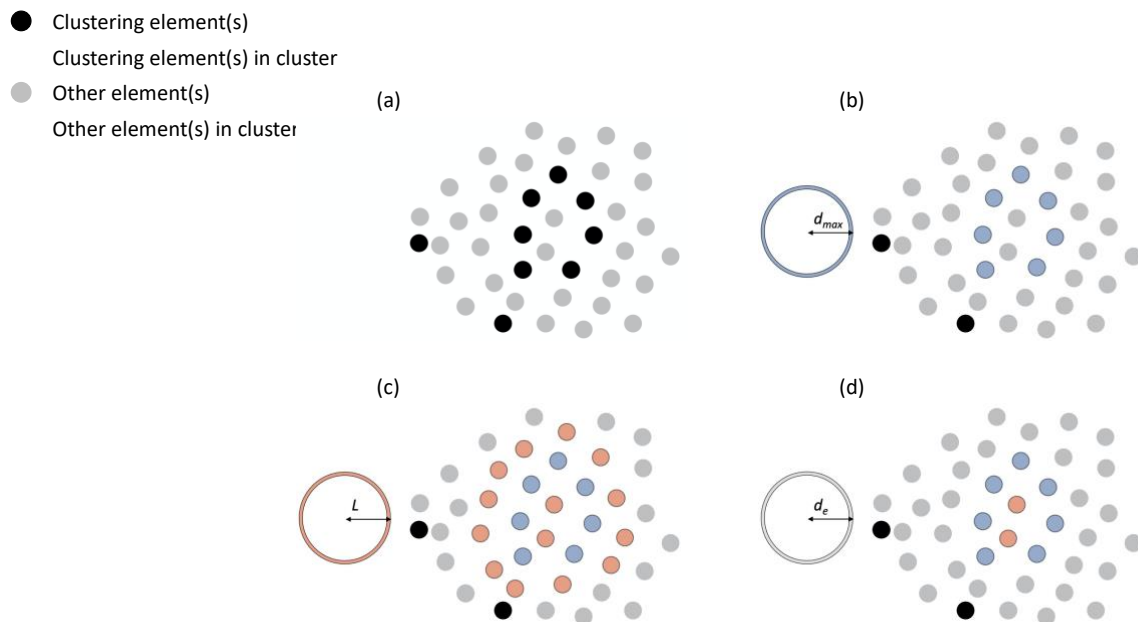 Clustering element(s)
Clustering element(s) in cluster
Other element(s)
Other element(s) in cluster
(a)
(b)
d_max
(c)
(d)
L
d_e